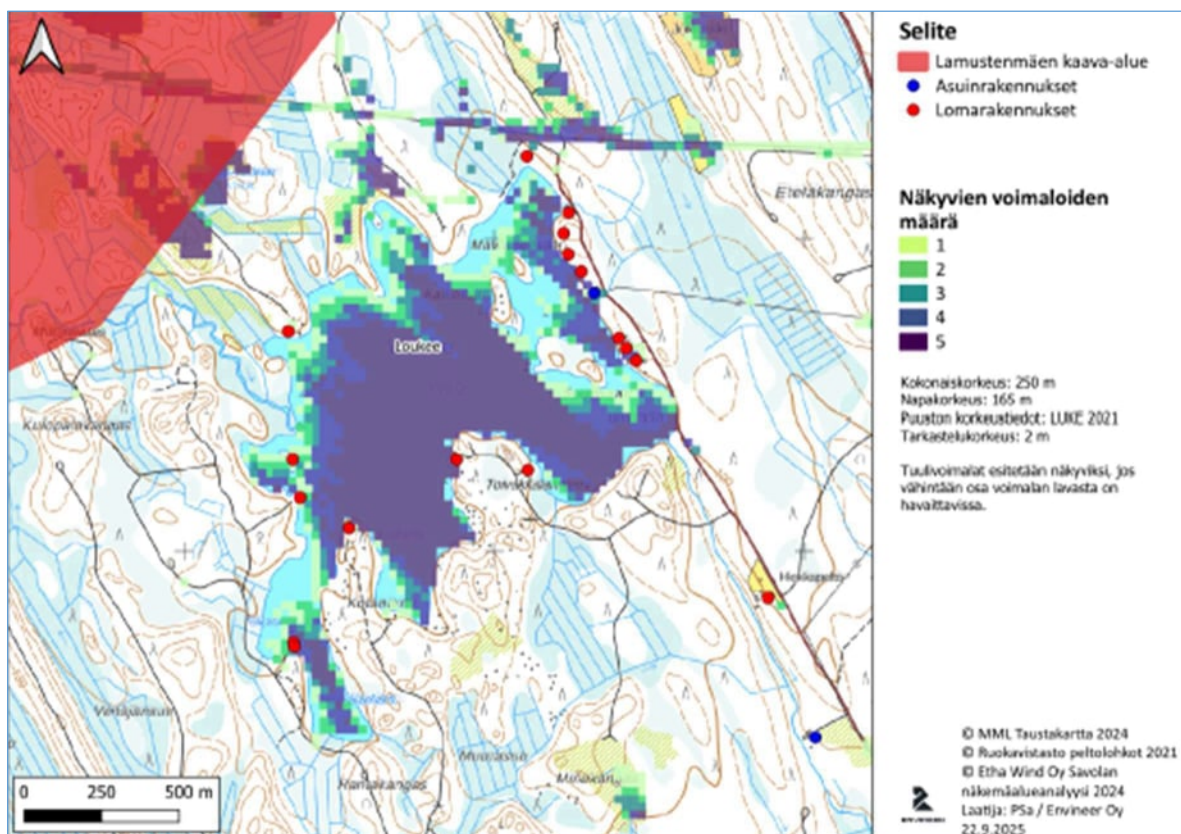 Selite
Lamustenmäen kaava-alue
Asuinrakennukset
Lomarakennukset
Näkyvien voimaloiden
määrä
1
2
3
4
5
Kokonaiskorkeus: 250 m
Napakorkeus: 165 m
Puuston korkeustiedot: LUKE 2021
Tarkastelukorkeus: 2 m
Tuulivoimalat esitetään näkyviksi, jos
vähintään osa voimalan lavasta on
havaittavissa.
© MML Taustakartta 2024
© Ruokavistasto peltolohkot 2021
© Etha Wind Oy Savolan
näkemäalueanalyysi 2024
Laatija: PSa / Envineer Oy
22.9.2025
Eteläkangas
Loukee
0 250 500 m